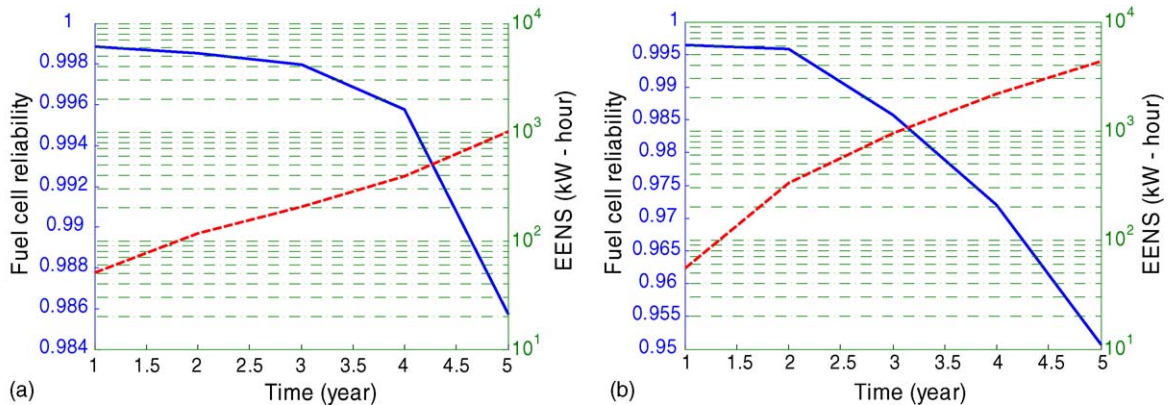 1
0.998
0.996
0.994
0.992
0.99
0.988
0.986
0.984
Fuel cell reliability
10^4
10^3
10^2
10^1
EENS (kW - hour)
1 1.5 2 2.5 3 3.5 4 4.5 5
Time (year)
(a)
1
0.995
0.99
0.985
0.98
0.975
0.97
0.965
0.96
0.955
0.95
Fuel cell reliability
10^4
10^3
10^2
10^1
EENS (kW - hour)
1 1.5 2 2.5 3 3.5 4 4.5 5
Time (year)
(b)